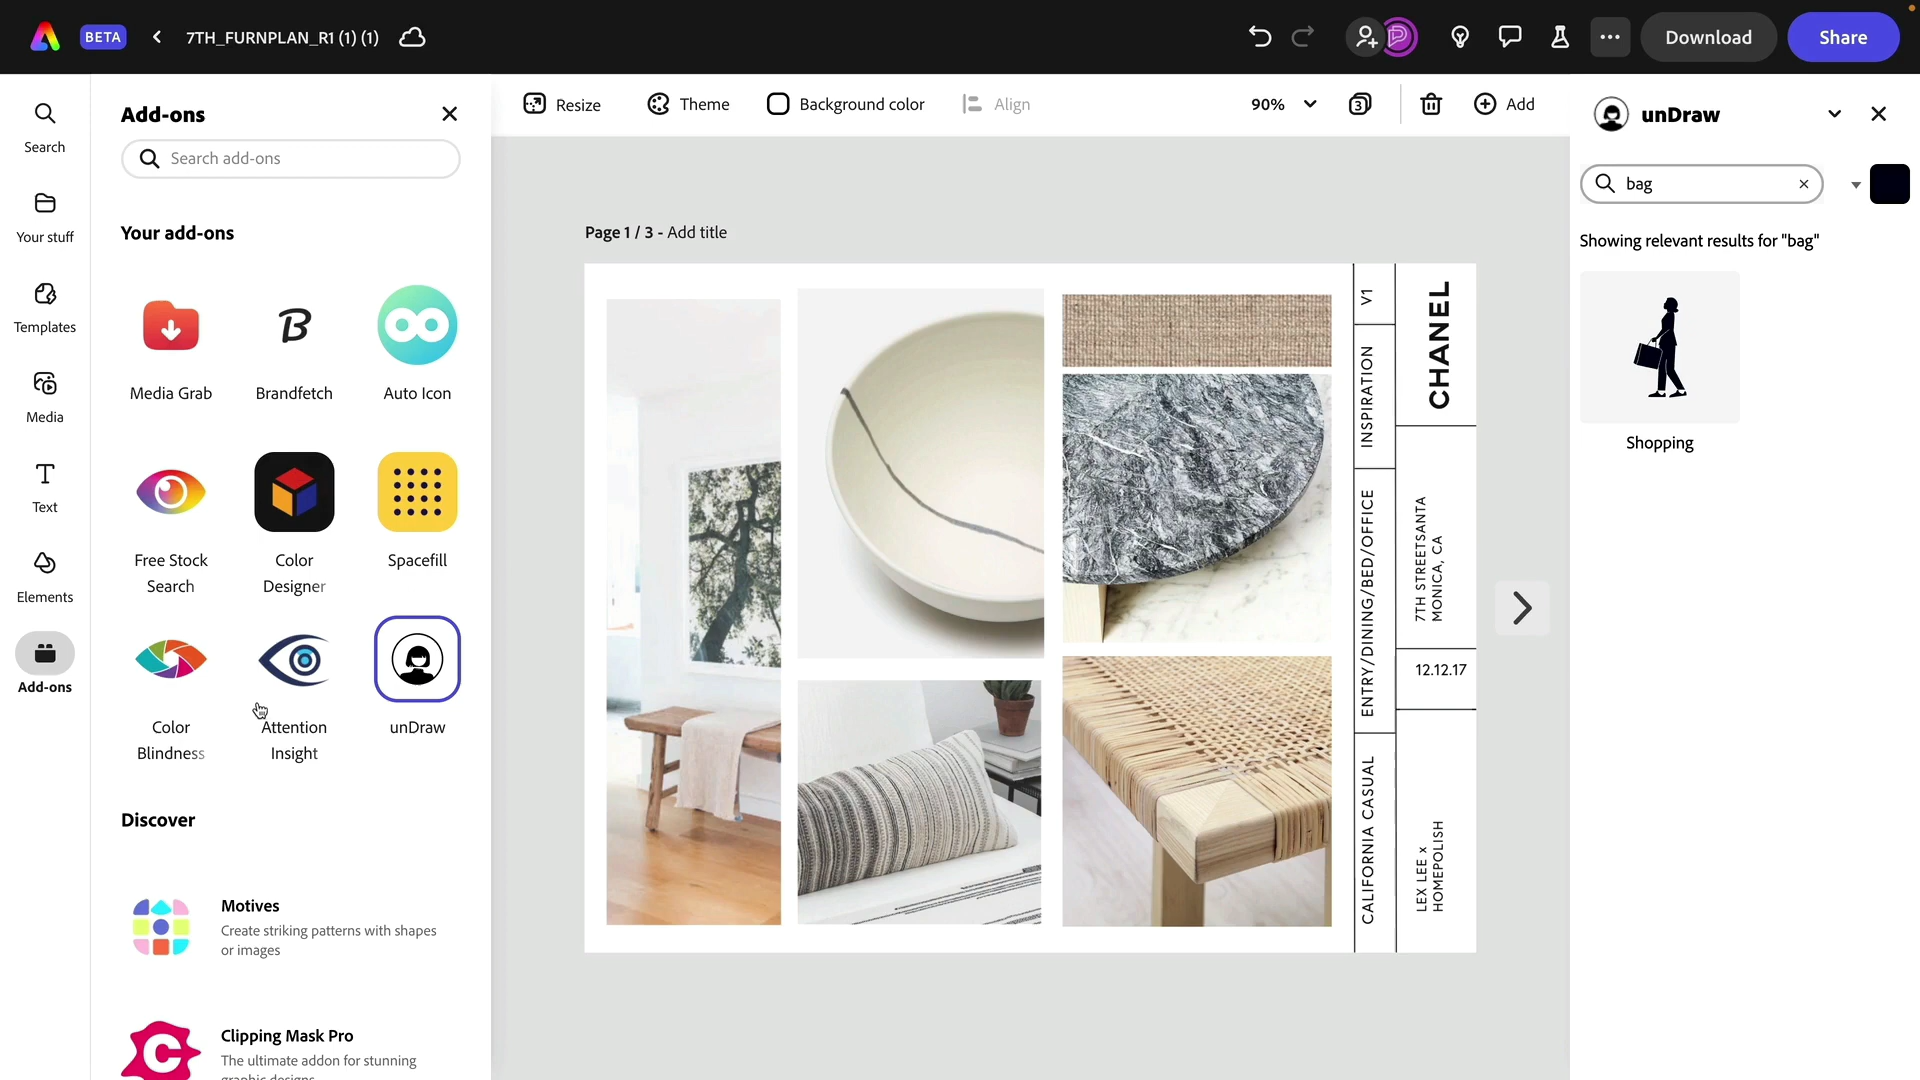 BETA
7TH_FURNPLAN_R1 (1) (1)
Download
Share
Search
Your stuff
Templates
Media
Text
Elements
Add-ons
Add-ons
Search add-ons
Your add-ons
Media Grab
Brandfetch
Auto Icon
Free Stock
Search
Color
Designer
Spacefill
Color
Blindness
Attention
Insight
unDraw
Discover
Motives
Create striking patterns with shapes
or images
Clipping Mask Pro
The ultimate addon for stunning
graphic designs
Resize
Theme
Background color
Align
90%
3
Add
Page 1 / 3 - Add title
V1
INSPIRATION
ENTRY/DINING/BED/OFFICE
CALIFORNIA CASUAL
CHANEL
7TH STREETSANTA
MONICA, CA
12.12.17
LEX LEE x
HOMEPOLISH
unDraw
bag
Showing relevant results for "bag"
Shopping